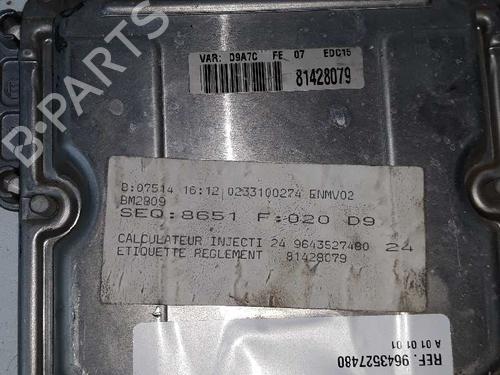 VAR: D9A7C FE 07 EDC15
81428079
B-PARTS
B:07514 16:12 0233100274 ENMV02
BM2809
SEQ:8651 F:020 D9
CALCULATEUR INJECTI 24 9643527480 24
ETIQUETTE REGLEMENT 81428079
REF. 9643527480
A 01 01 01